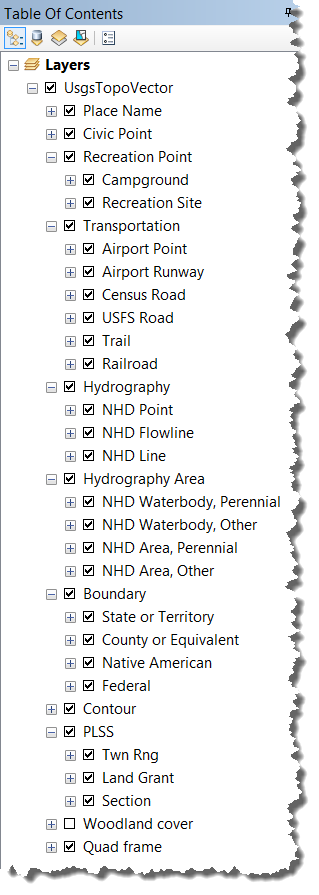 Table Of Contents
Layers
UsgsTopoVector
Place Name
Civic Point
Recreation Point
Campground
Recreation Site
Transportation
Airport Point
Airport Runway
Census Road
USFS Road
Trail
Railroad
Hydrography
NHD Point
NHD Flowline
NHD Line
Hydrography Area
NHD Waterbody, Perennial
NHD Waterbody, Other
NHD Area, Perennial
NHD Area, Other
Boundary
State or Territory
County or Equivalent
Native American
Federal
Contour
PLSS
Twn Rng
Land Grant
Section
Woodland cover
Quad frame